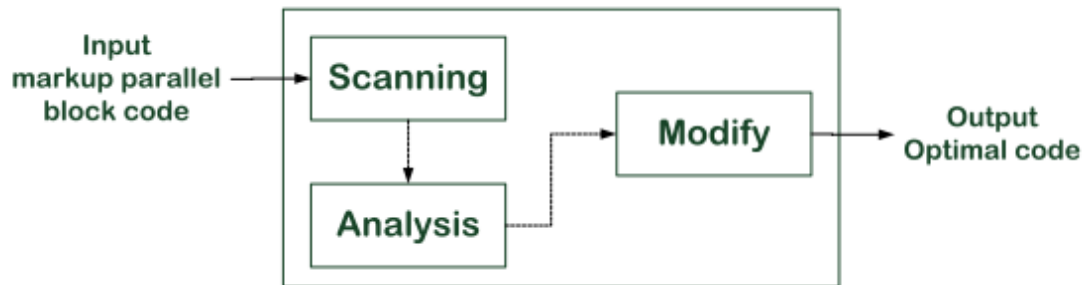 Input
markup parallel
block code
Scanning
Analysis
Modify
Output
Optimal code